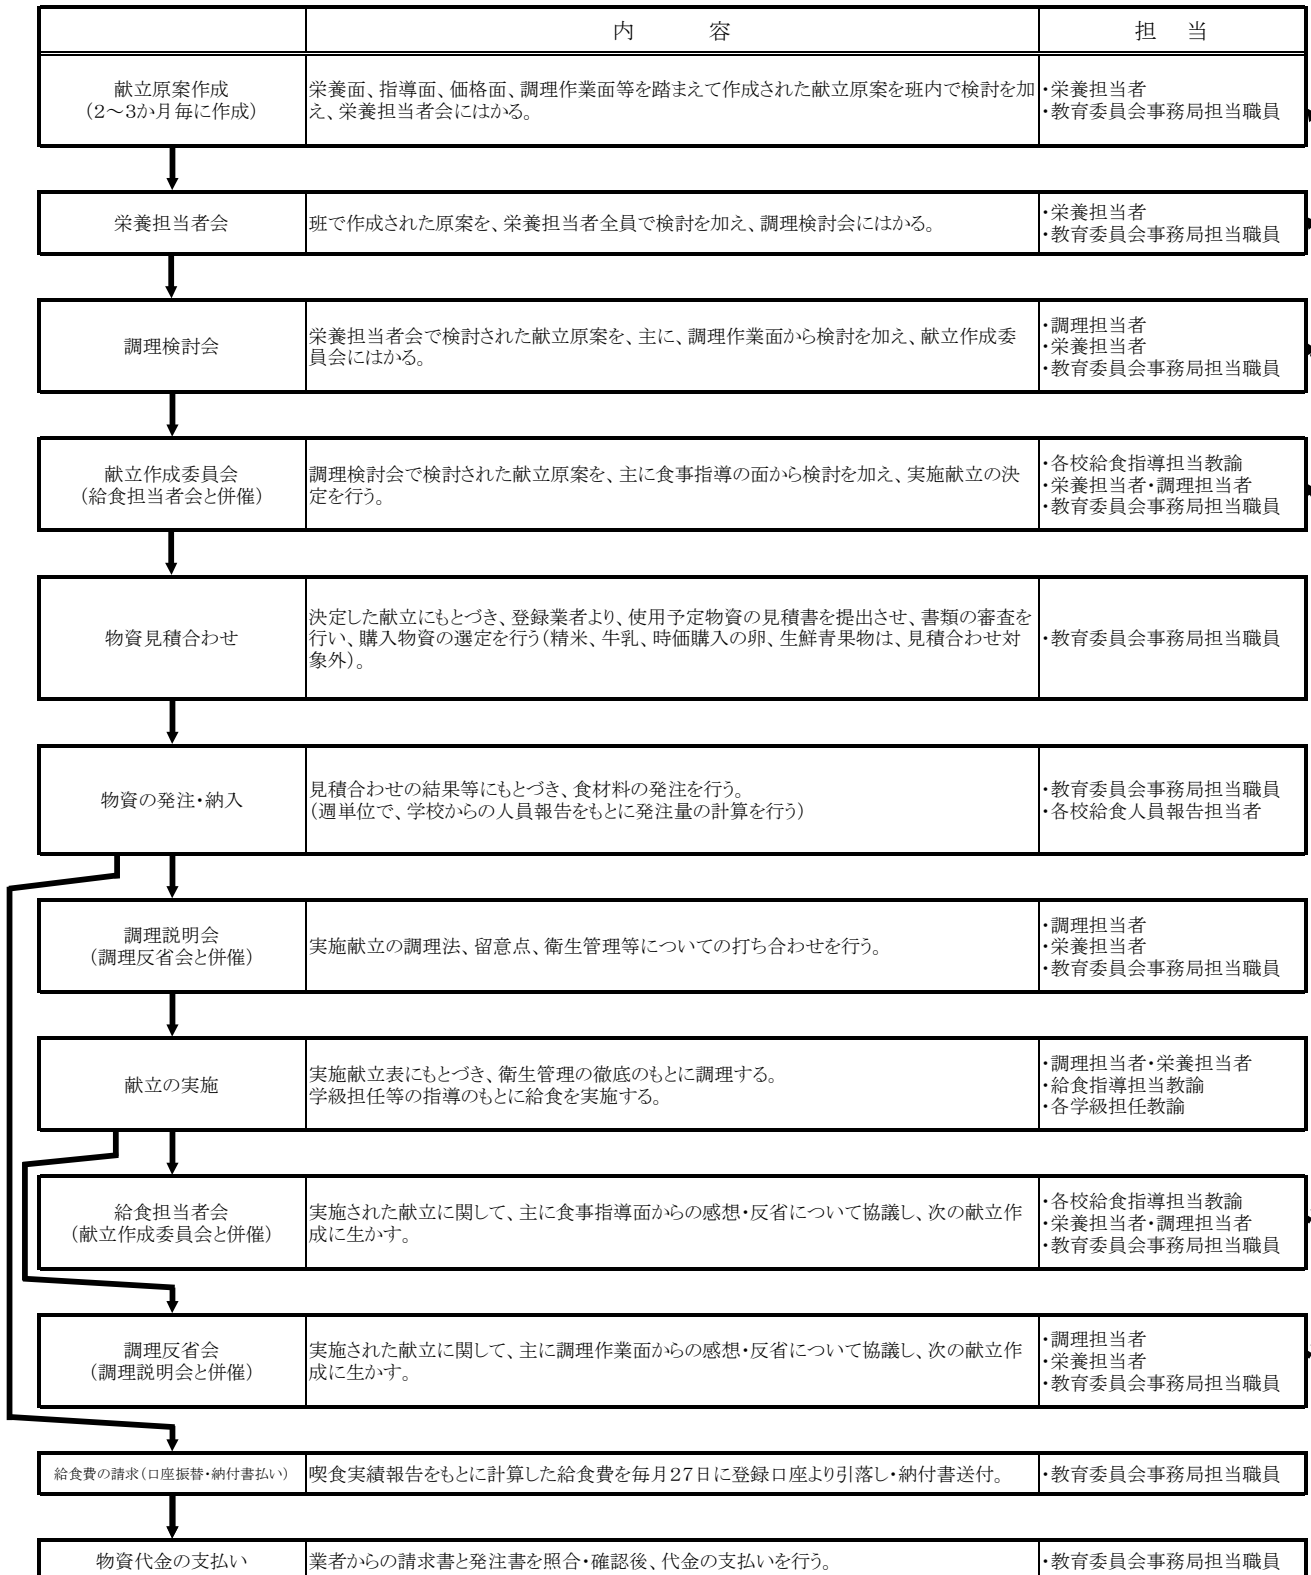 内　容
担　当
献立原案作成
（2～3か月毎に作成）
栄養面、指導面、価格面、調理作業面等を踏まえて作成された献立原案を班内で検討を加
え、栄養担当者会にはかる。
・栄養担当者
・教育委員会事務局担当職員
栄養担当者会
班で作成された原案を、栄養担当者全員で検討を加え、調理検討会にはかる。
・栄養担当者
・教育委員会事務局担当職員
調理検討会
栄養担当者会で検討された献立原案を、主に、調理作業面から検討を加え、献立作成委
員会にはかる。
・調理担当者
・栄養担当者
・教育委員会事務局担当職員
献立作成委員会
（給食担当者会と併催）
調理検討会で検討された献立原案を、主に食事指導の面から検討を加え、実施献立の決
定を行う。
・各校給食指導担当教諭
・栄養担当者・調理担当者
・教育委員会事務局担当職員
物資見積合わせ
決定した献立にもとづき、登録業者より、使用予定物資の見積書を提出させ、書類の審査を
行い、購入物資の選定を行う（精米、牛乳、時価購入の卵、生鮮青果物は、見積合わせ対
象外）。
・教育委員会事務局担当職員
物資の発注・納入
見積合わせの結果等にもとづき、食材料の発注を行う。
（週単位で、学校からの人員報告をもとに発注量の計算を行う）
・教育委員会事務局担当職員
・各校給食人員報告担当者
調理説明会
（調理反省会と併催）
実施献立の調理法、留意点、衛生管理等についての打ち合わせを行う。
・調理担当者
・栄養担当者
・教育委員会事務局担当職員
献立の実施
実施献立表にもとづき、衛生管理の徹底のもとに調理する。
学級担任等の指導のもとに給食を実施する。
・調理担当者・栄養担当者
・給食指導担当教諭
・各学級担任教諭
給食担当者会
（献立作成委員会と併催）
実施された献立に関して、主に食事指導面からの感想・反省について協議し、次の献立作
成に生かす。
・各校給食指導担当教諭
・栄養担当者・調理担当者
・教育委員会事務局担当職員
調理反省会
（調理説明会と併催）
実施された献立に関して、主に調理作業面からの感想・反省について協議し、次の献立作
成に生かす。
・調理担当者
・栄養担当者
・教育委員会事務局担当職員
給食費の請求（口座振替・納付書払い）
喫食実績報告をもとに計算した給食費を毎月27日に登録口座より引落し・納付書送付。
・教育委員会事務局担当職員
物資代金の支払い
業者からの請求書と発注書を照合・確認後、代金の支払いを行う。
・教育委員会事務局担当職員